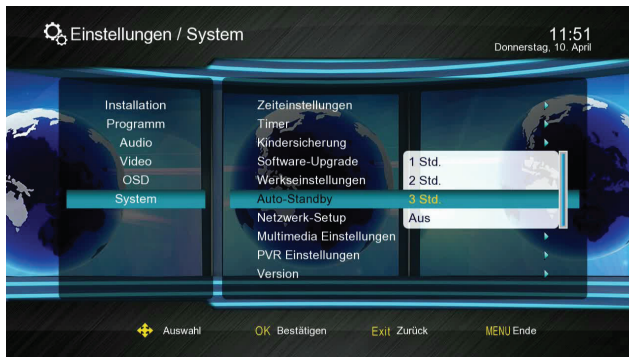 Einstellungen / System
11:51
Donnerstag, 10. April
Installation
Programm
Audio
Video
OSD
System
Zeiteinstellungen
Timer
Kindersicherung
Software-Upgrade
Werkseinstellungen
Auto-Standby
Netzwerk-Setup
Multimedia Einstellungen
PVR Einstellungen
Version
1 Std.
2 Std.
3 Std.
Aus
Auswahl
OK Bestätigen
Exit Zurück
MENU Ende